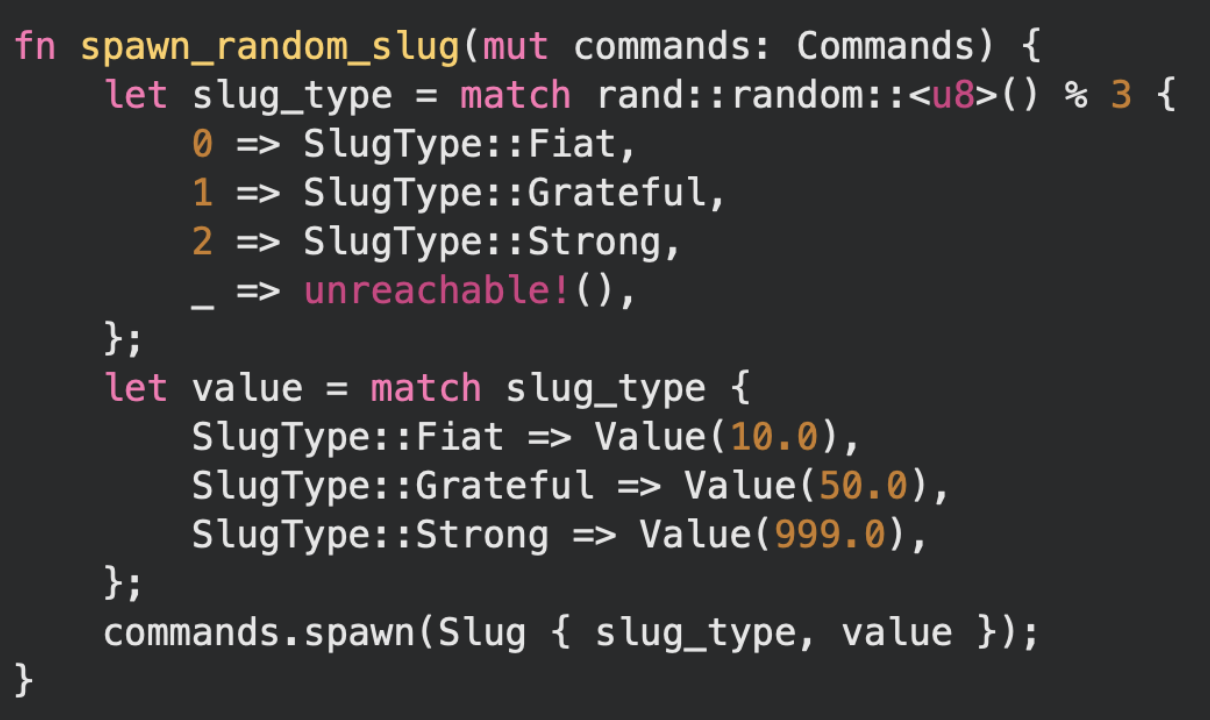 fn spawn_random_slug(mut commands: Commands) {
    let slug_type = match rand::random::<u8>() % 3 {
        0 => SlugType::Fiat,
        1 => SlugType::Grateful,
        2 => SlugType::Strong,
        _ => unreachable!(),
    };
    let value = match slug_type {
        SlugType::Fiat => Value(10.0),
        SlugType::Grateful => Value(50.0),
        SlugType::Strong => Value(999.0),
    };
    commands.spawn(Slug { slug_type, value });
}